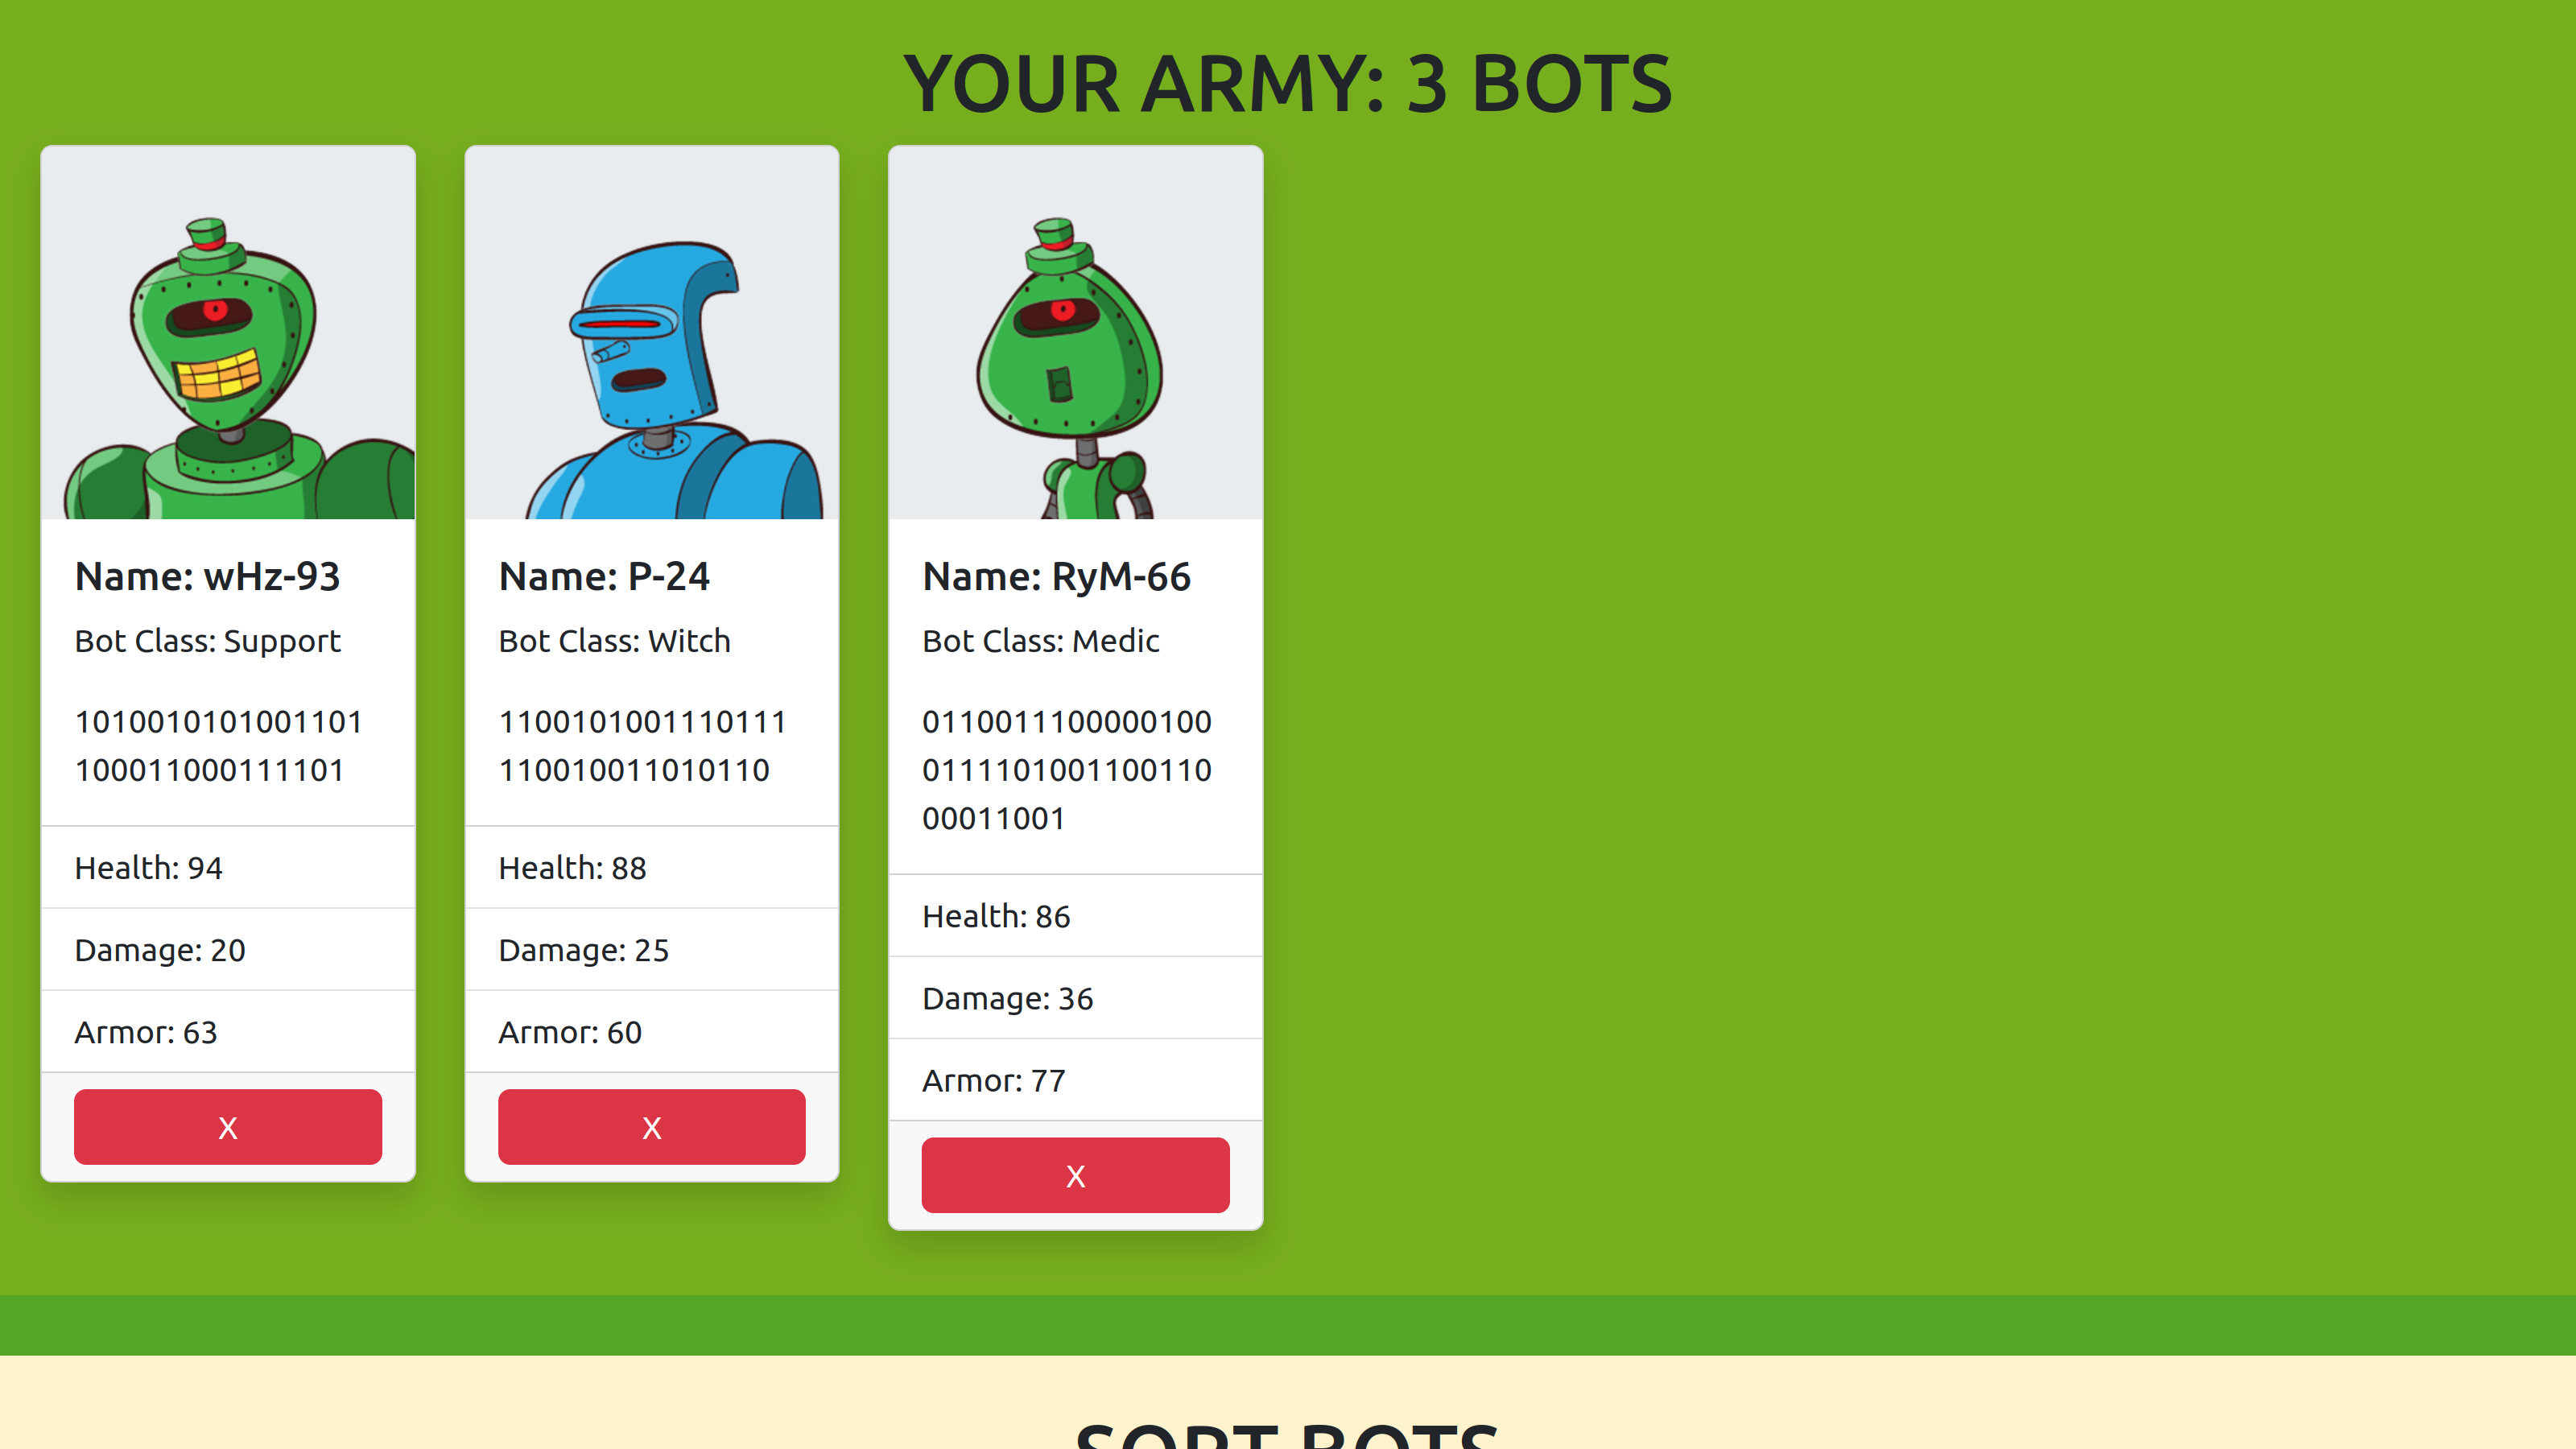 YOUR ARMY: 3 BOTS
Name: wHz-93
Bot Class: Support
1010010101001101
100011000111101
Health: 94
Damage: 20
Armor: 63
X
Name: P-24
Bot Class: Witch
1100101001110111
110010011010110
Health: 88
Damage: 25
Armor: 60
X
Name: RyM-66
Bot Class: Medic
0110011100000100
0111101001100110
00011001
Health: 86
Damage: 36
Armor: 77
X
SORT BOTS